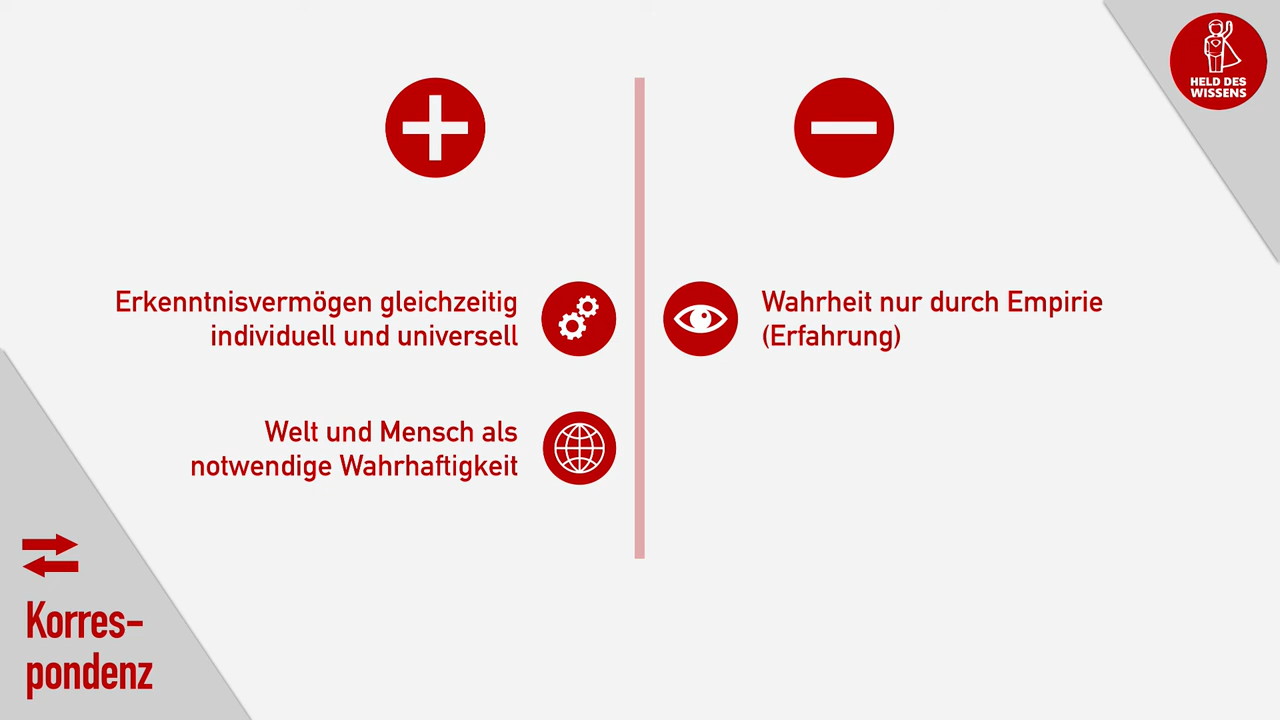 HELD DES
WISSENS
Erkenntnisvermögen gleichzeitig
individuell und universell
Welt und Mensch als
notwendige Wahrhaftigkeit
Wahrheit nur durch Empirie
(Erfahrung)
Korres-
pondenz